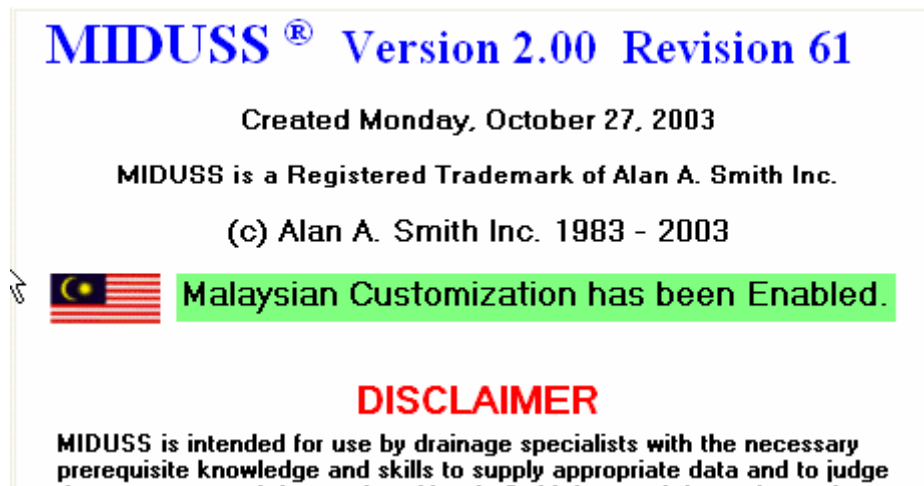 MIDUSS ® Version 2.00 Revision 61
Created Monday, October 27, 2003
MIDUSS is a Registered Trademark of Alan A. Smith Inc.
(c) Alan A. Smith Inc. 1983 - 2003
Malaysian Customization has been Enabled.
DISCLAIMER
MIDUSS is intended for use by drainage specialists with the necessary
prerequisite knowledge and skills to supply appropriate data and to judge